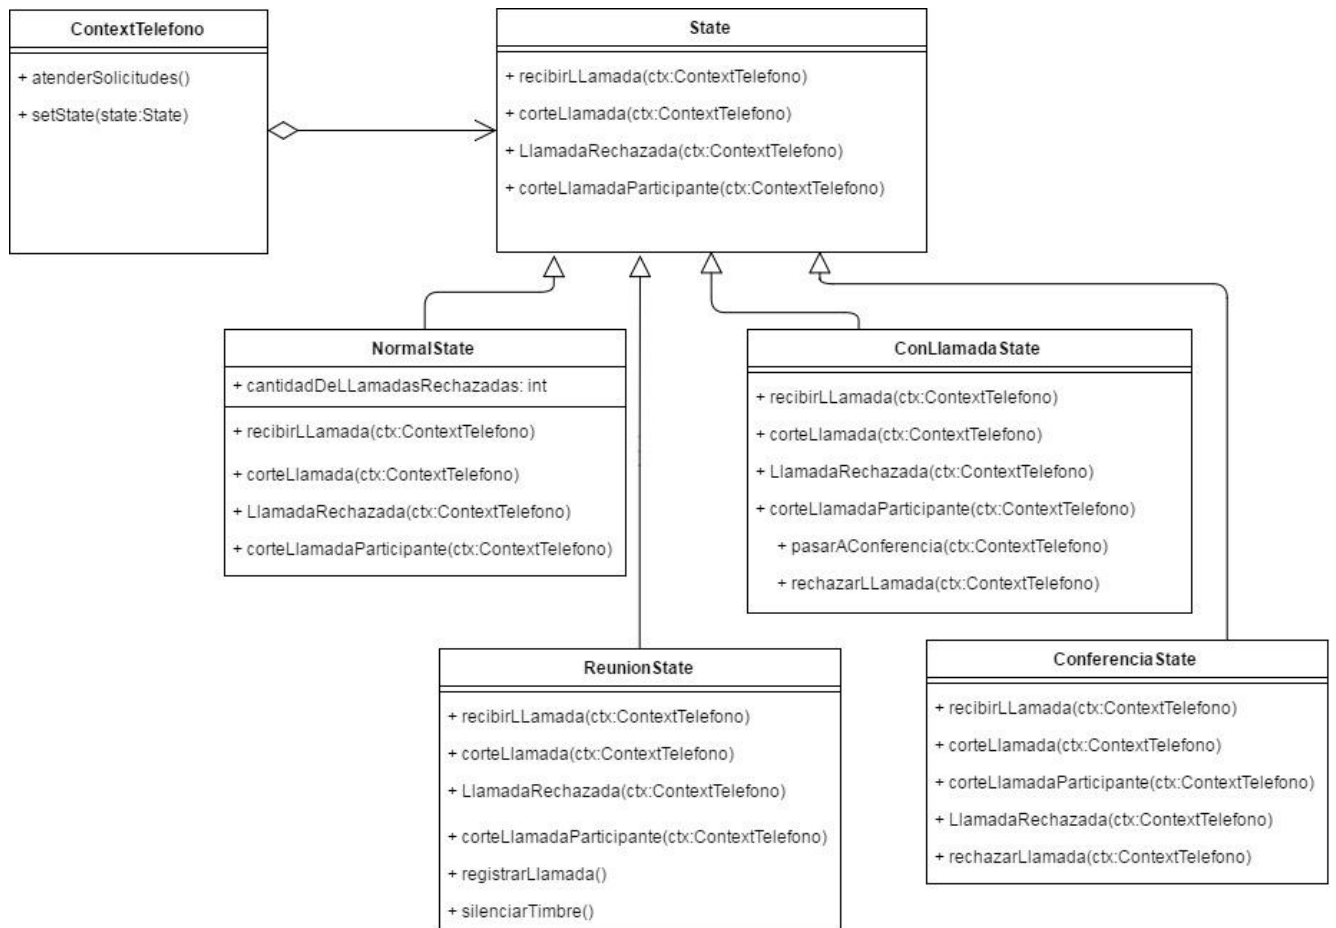 ContextTelefono
+ atenderSolicitudes()
+ setState(state:State)
State
+ recibirLLamada(ctx:ContextTelefono)
+ corteLlamada(ctx:ContextTelefono)
+ LlamadaRechazada(ctx:ContextTelefono)
+ corteLlamadaParticipante(ctx:ContextTelefono)
NormalState
+ cantidadDeLLamadasRechazadas: int
+ recibirLLamada(ctx:ContextTelefono)
+ corteLlamada(ctx:ContextTelefono)
+ LlamadaRechazada(ctx:ContextTelefono)
+ corteLlamadaParticipante(ctx:ContextTelefono)
ConLlamadaState
+ recibirLLamada(ctx:ContextTelefono)
+ corteLlamada(ctx:ContextTelefono)
+ LlamadaRechazada(ctx:ContextTelefono)
+ corteLlamadaParticipante(ctx:ContextTelefono)
+ pasarAConferencia(ctx:ContextTelefono)
+ rechazarLLamada(ctx:ContextTelefono)
ReunionState
+ recibirLLamada(ctx:ContextTelefono)
+ corteLlamada(ctx:ContextTelefono)
+ LlamadaRechazada(ctx:ContextTelefono)
+ corteLlamadaParticipante(ctx:ContextTelefono)
+ registrarLlamada()
+ silenciarTimbre()
ConferenciaState
+ recibirLLamada(ctx:ContextTelefono)
+ corteLlamada(ctx:ContextTelefono)
+ corteLlamadaParticipante(ctx:ContextTelefono)
+ LlamadaRechazada(ctx:ContextTelefono)
+ rechazarLlamada(ctx:ContextTelefono)